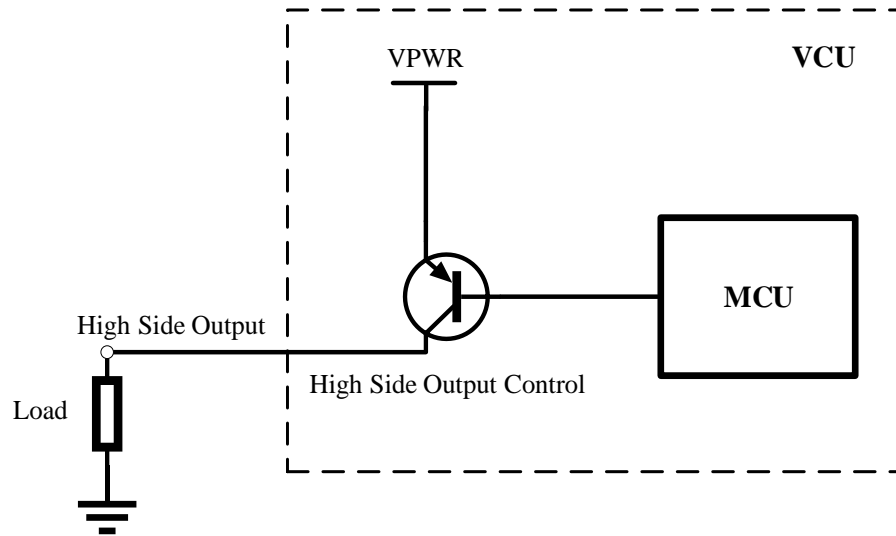 VPWR
VCU
MCU
High Side Output
High Side Output Control
Load